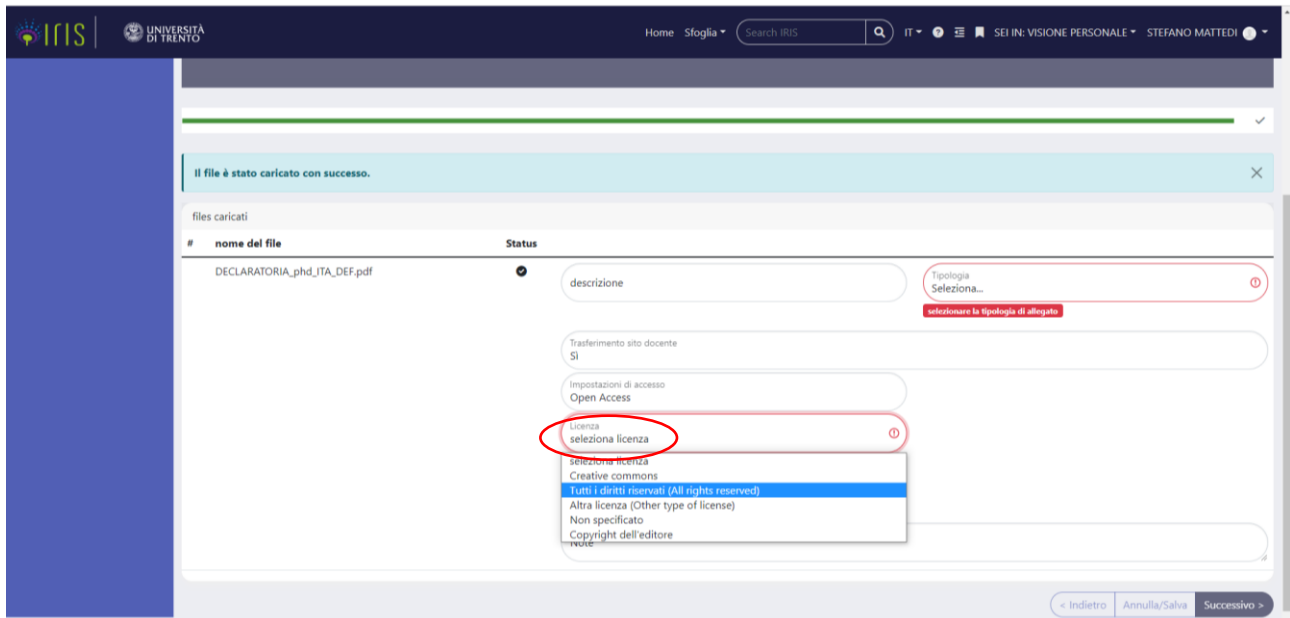 IRIS
UNIVERSITÀ
DI TRENTO
Home Sfoglia Search IRIS IT SEI IN: VISIONE PERSONALE STEFANO MATTEDI
Il file è stato caricato con successo.
files caricati
# nome del file Status
DECLARATORIA_phd_ITA_DEF.pdf
descrizione
Tipologia
Seleziona...
selezionare la tipologia di allegato
Trasferimento sito docente
Sì
Impostazioni di accesso
Open Access
Licenza
seleziona licenza
seleziona licenza
Creative commons
Tutti i diritti riservati (All rights reserved)
Altra licenza (Other type of license)
Non specificato
Copyright dell'editore
Note
< Indietro Annulla/Salva Successivo >